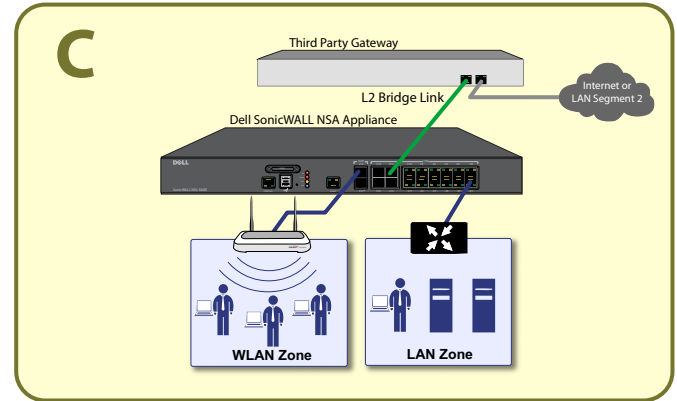 C
Third Party Gateway
L2 Bridge Link
Internet or
LAN Segment 2
Dell SonicWALL NSA Appliance
DELL
WLAN Zone
LAN Zone